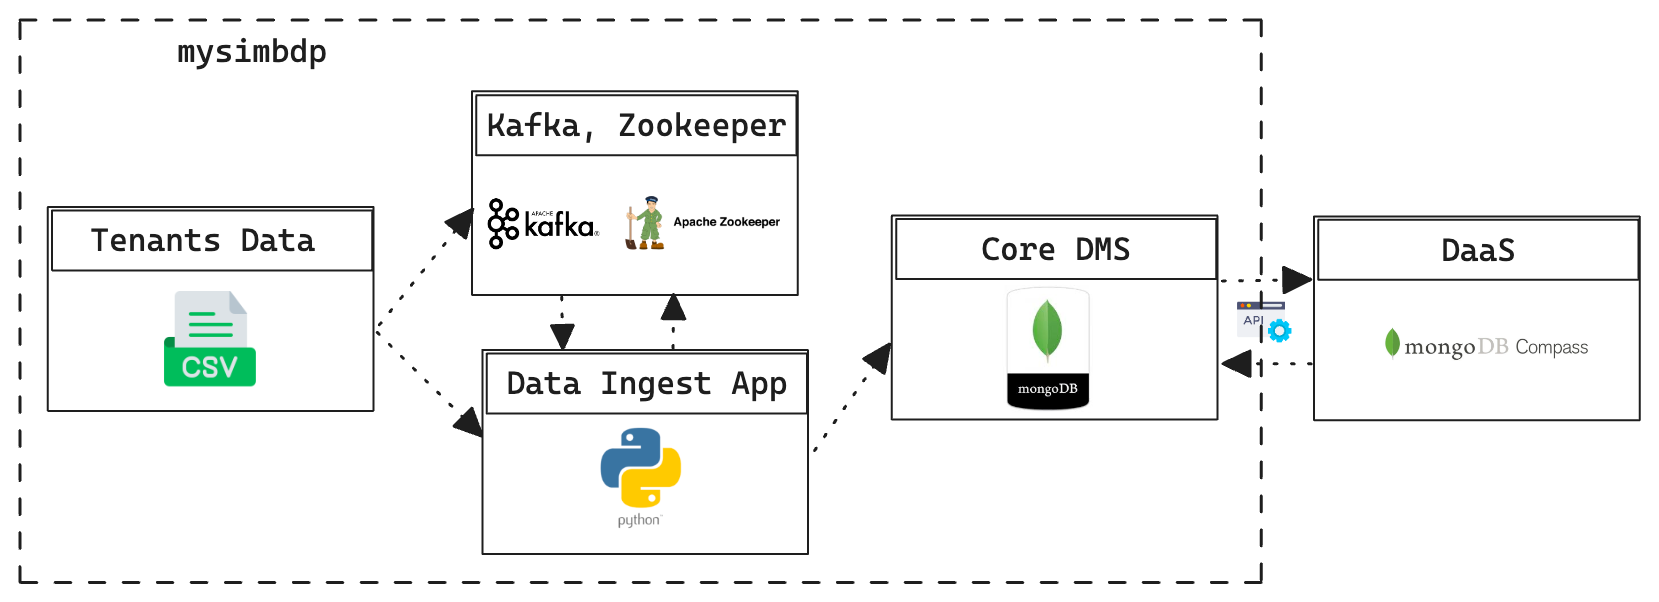 mysimbdp
Kafka, Zookeeper
APACHE
kafka®
Apache Zookeeper
Tenants Data
CSV
Data Ingest App
python™
Core DMS
mongoDB
API
DaaS
mongoDB Compass